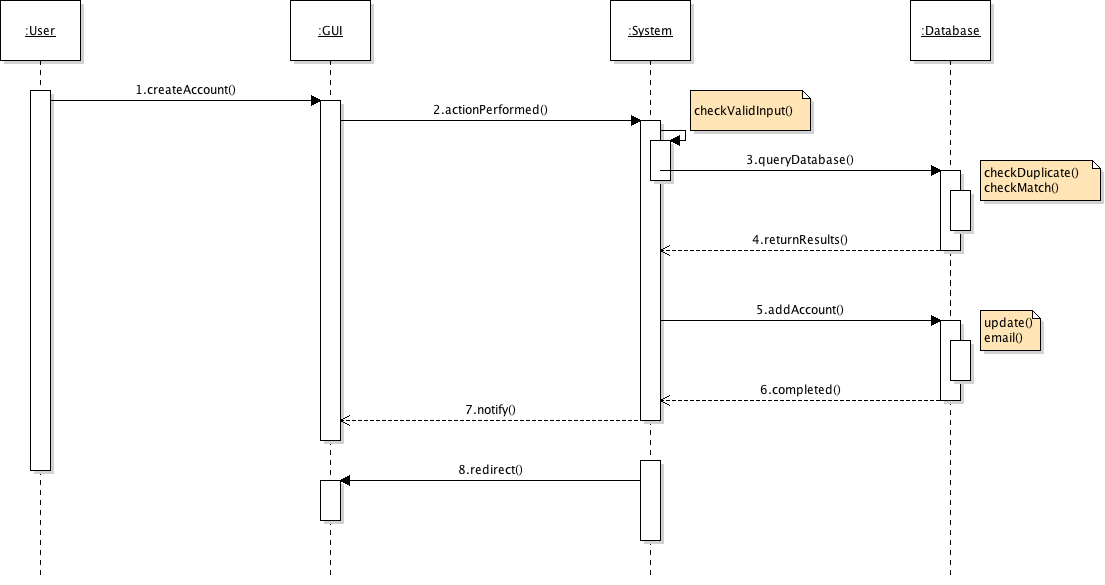 :User
:GUI
:System
:Database
1.createAccount()
2.actionPerformed()
checkValidInput()
3.queryDatabase()
checkDuplicate()
checkMatch()
4.returnResults()
5.addAccount()
update()
email()
6.completed()
7.notify()
8.redirect()